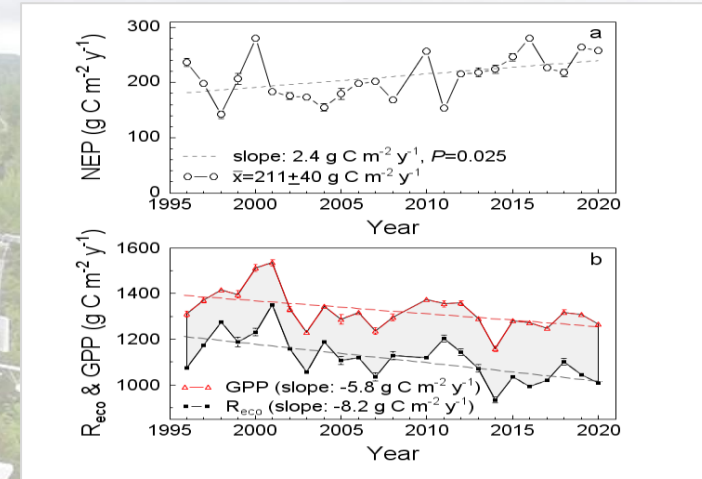 a
300
200
100
0
NEP (g C m-2 y-1)
slope: 2.4 g C m-2 y-1, P=0.025
x̄=211±40 g C m-2 y-1
1995 2000 2005 2010 2015 2020
Year
b
1600
1400
1200
1000
Reco & GPP (g C m-2 y-1)
GPP (slope: -5.8 g C m-2 y-1)
Reco (slope: -8.2 g C m-2 y-1)
1995 2000 2005 2010 2015 2020
Year